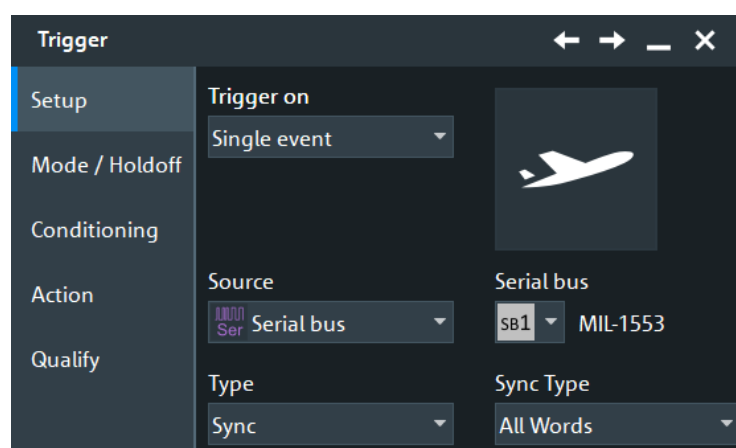 Trigger
Setup
Mode / Holdoff
Conditioning
Action
Qualify
Trigger on
Single event
Source
Serial bus
Ser Serial bus
SB1 MIL-1553
Type
Sync Type
Sync
All Words